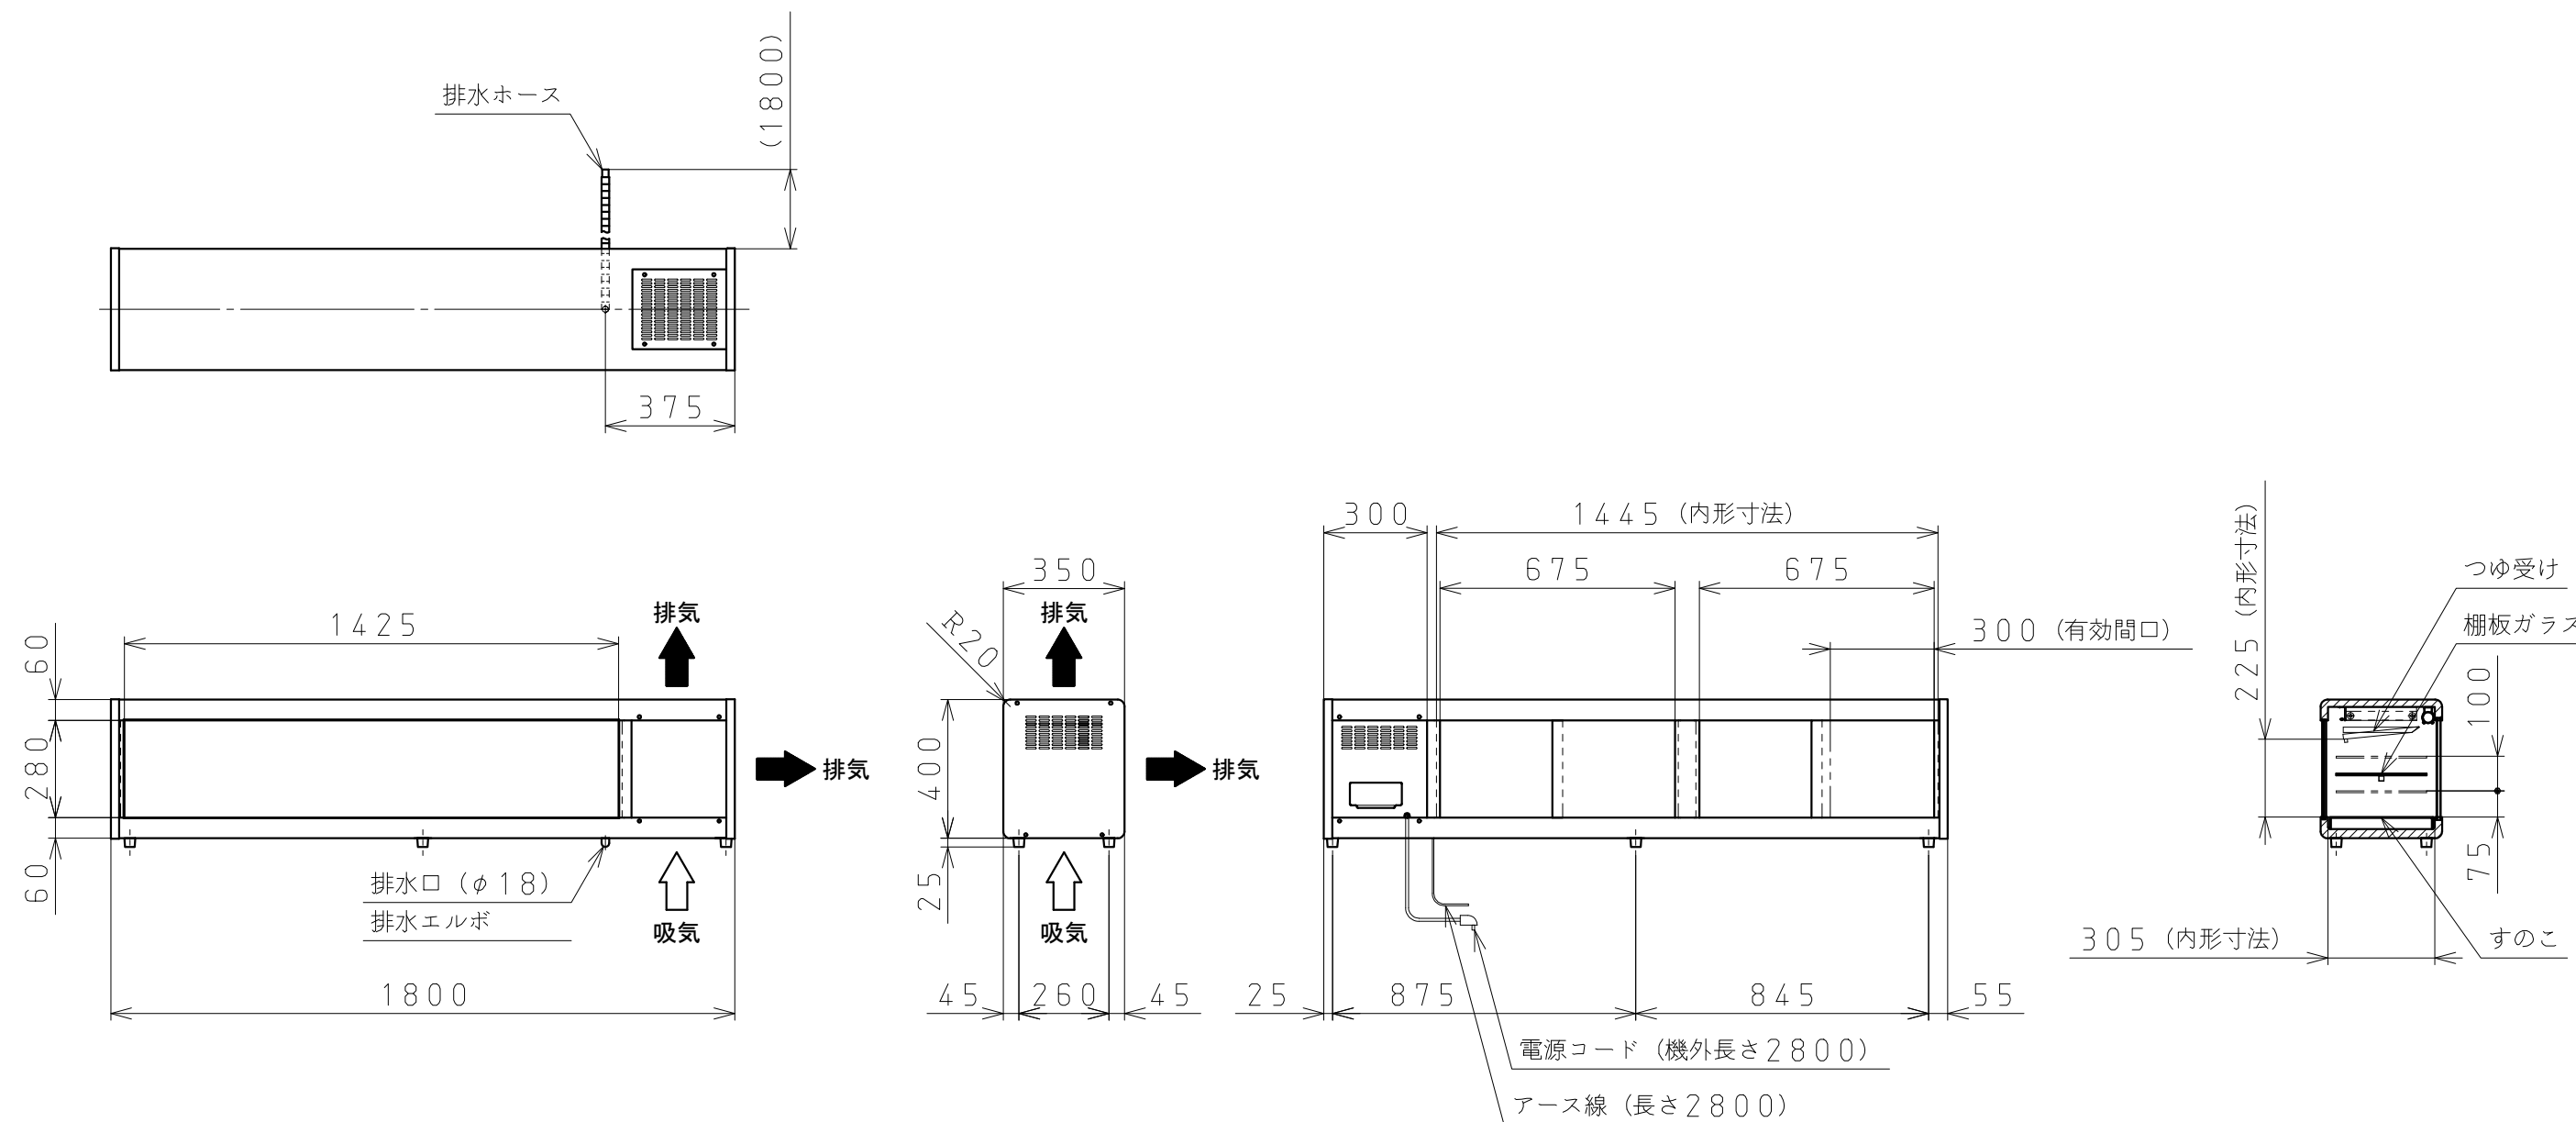 排水ホース
(1800)
375
300
1445(内形寸法)
675
675
300(有効間口)
350
R20
1425
排気
排気
60
280
60
排気
400
25
排気
排水口(φ18)
排水エルボ
吸気
吸気
1800
45
260
45
25
875
845
55
電源コード(機外長さ2800)
アース線(長さ2800)
225(内形寸法)
つゆ受け
棚板ガラス
100
75
305(内形寸法)
すのこ